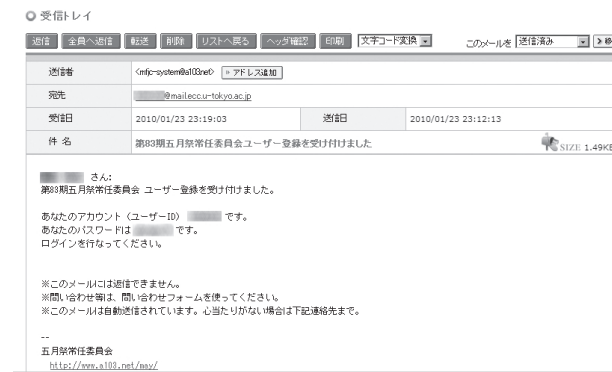 受信トレイ
返信 全員へ返信 転送 削除 リストへ戻る ヘッダ確認 印刷 文字コード変換 このメールを 送信済み > 移
送信者 <mfjc-system@a103.net> アドレス追加
宛先 @mail.ecc.u-tokyo.ac.jp
受信日 2010/01/23 23:19:03 送信日 2010/01/23 23:12:13
件 名 第83期五月祭常任委員会ユーザー登録を受け付けました SIZE 1.49KB
さん:
第83期五月祭常任委員会 ユーザー登録を受け付けました。
あなたのアカウント（ユーザーID） です。
あなたのパスワードは です。
ログインを行なってください。
※このメールには返信できません。
※問い合わせ等は、問い合わせフォームを使ってください。
※このメールは自動送信されています。心当たりがない場合は下記連絡先まで。
--
五月祭常任委員会
http://www.a103.net/may/